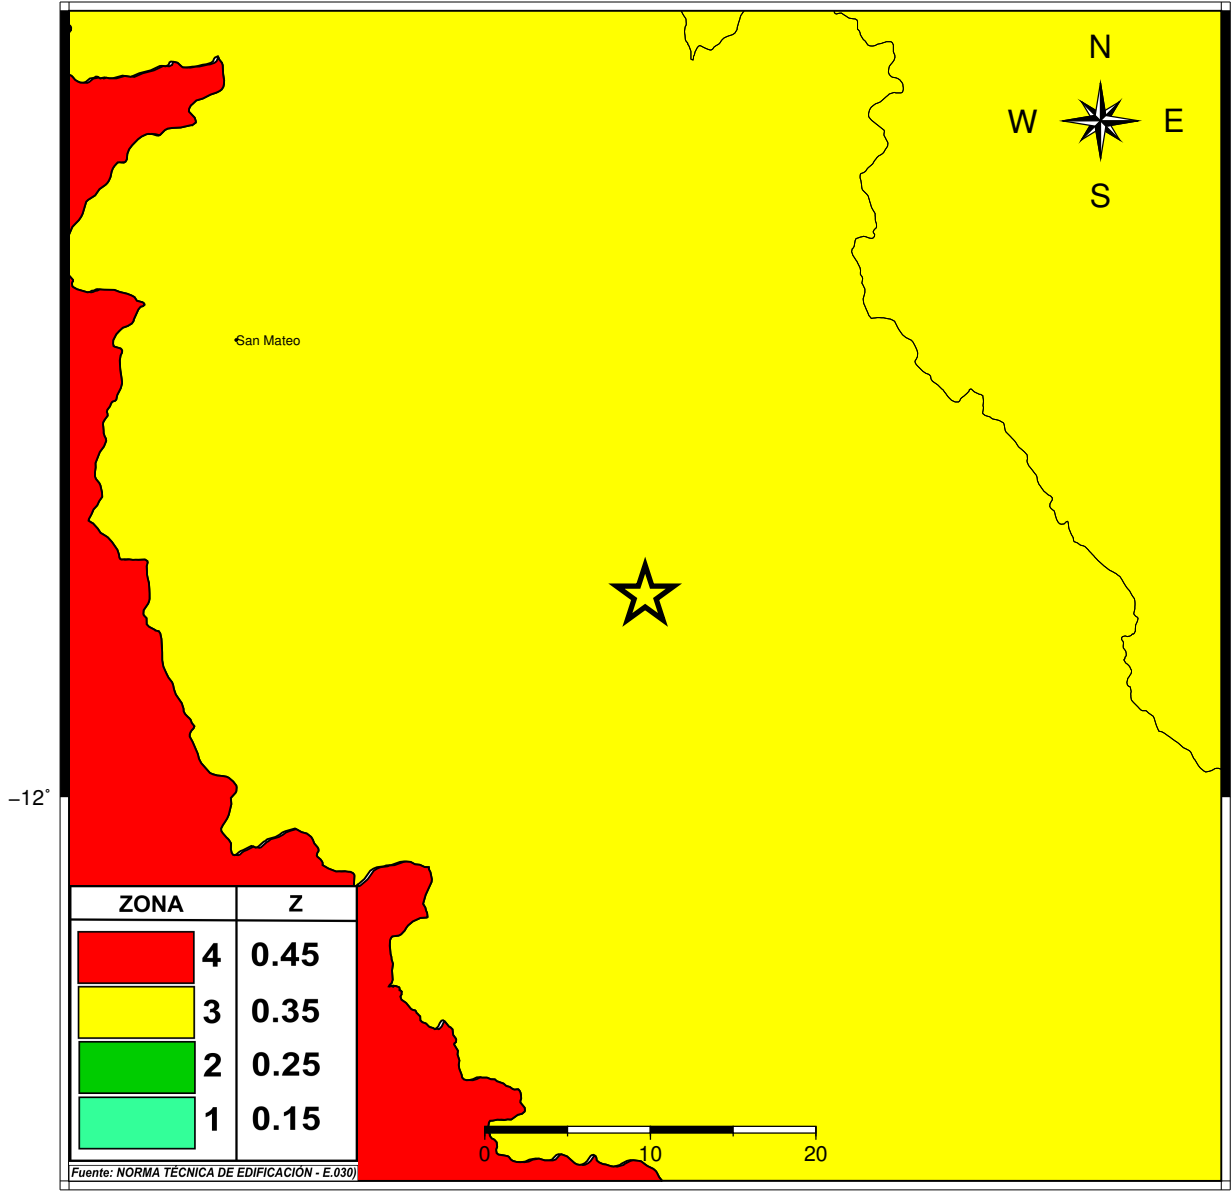 N
W E
S
San Mateo
−12°
ZONA Z
4 0.45
3 0.35
2 0.25
1 0.15
Fuente: NORMA TÉCNICA DE EDIFICACIÓN - E.030)
0 10 20